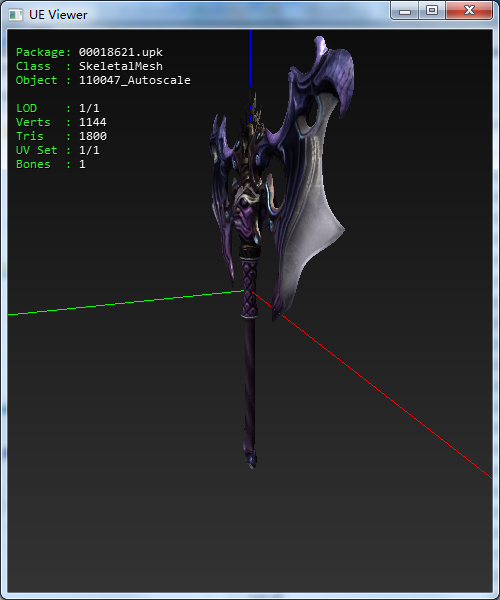 UE Viewer
Package: 00018621.upk
Class  : SkeletalMesh
Object : 110047_Autoscale
LOD    : 1/1
Verts  : 1144
Tris   : 1800
UV Set : 1/1
Bones  : 1